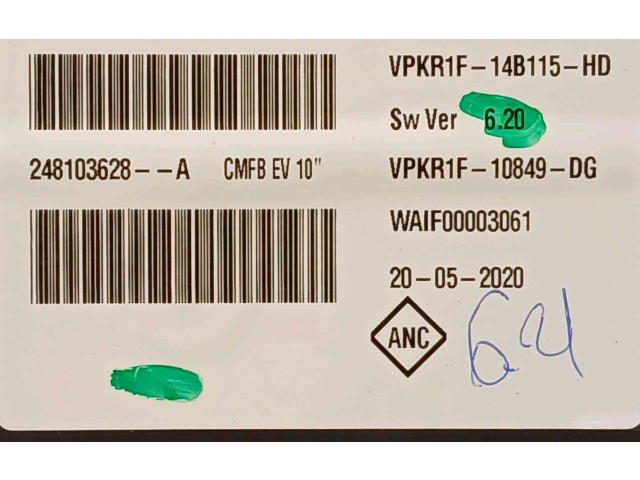 VPKR1F-14B115-HD
Sw Ver 6.20
248103628--A CMFB EV 10" VPKR1F-10849-DG
WAIF00003061
20-05-2020
ANC